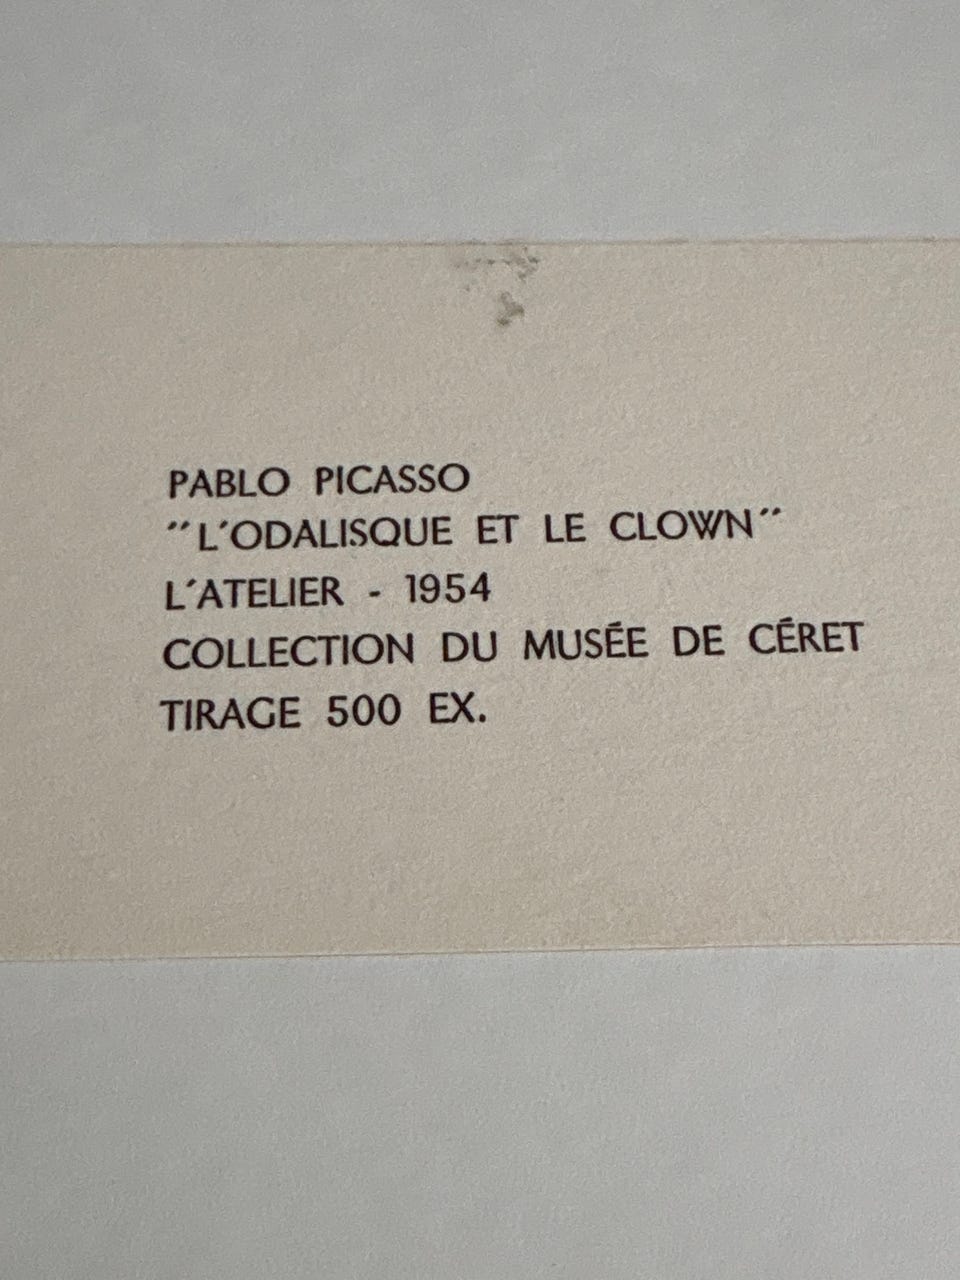 PABLO PICASSO
"L'ODALISQUE ET LE CLOWN"
L'ATELIER - 1954
COLLECTION DU MUSÉE DE CÉRET
TIRAGE 500 EX.